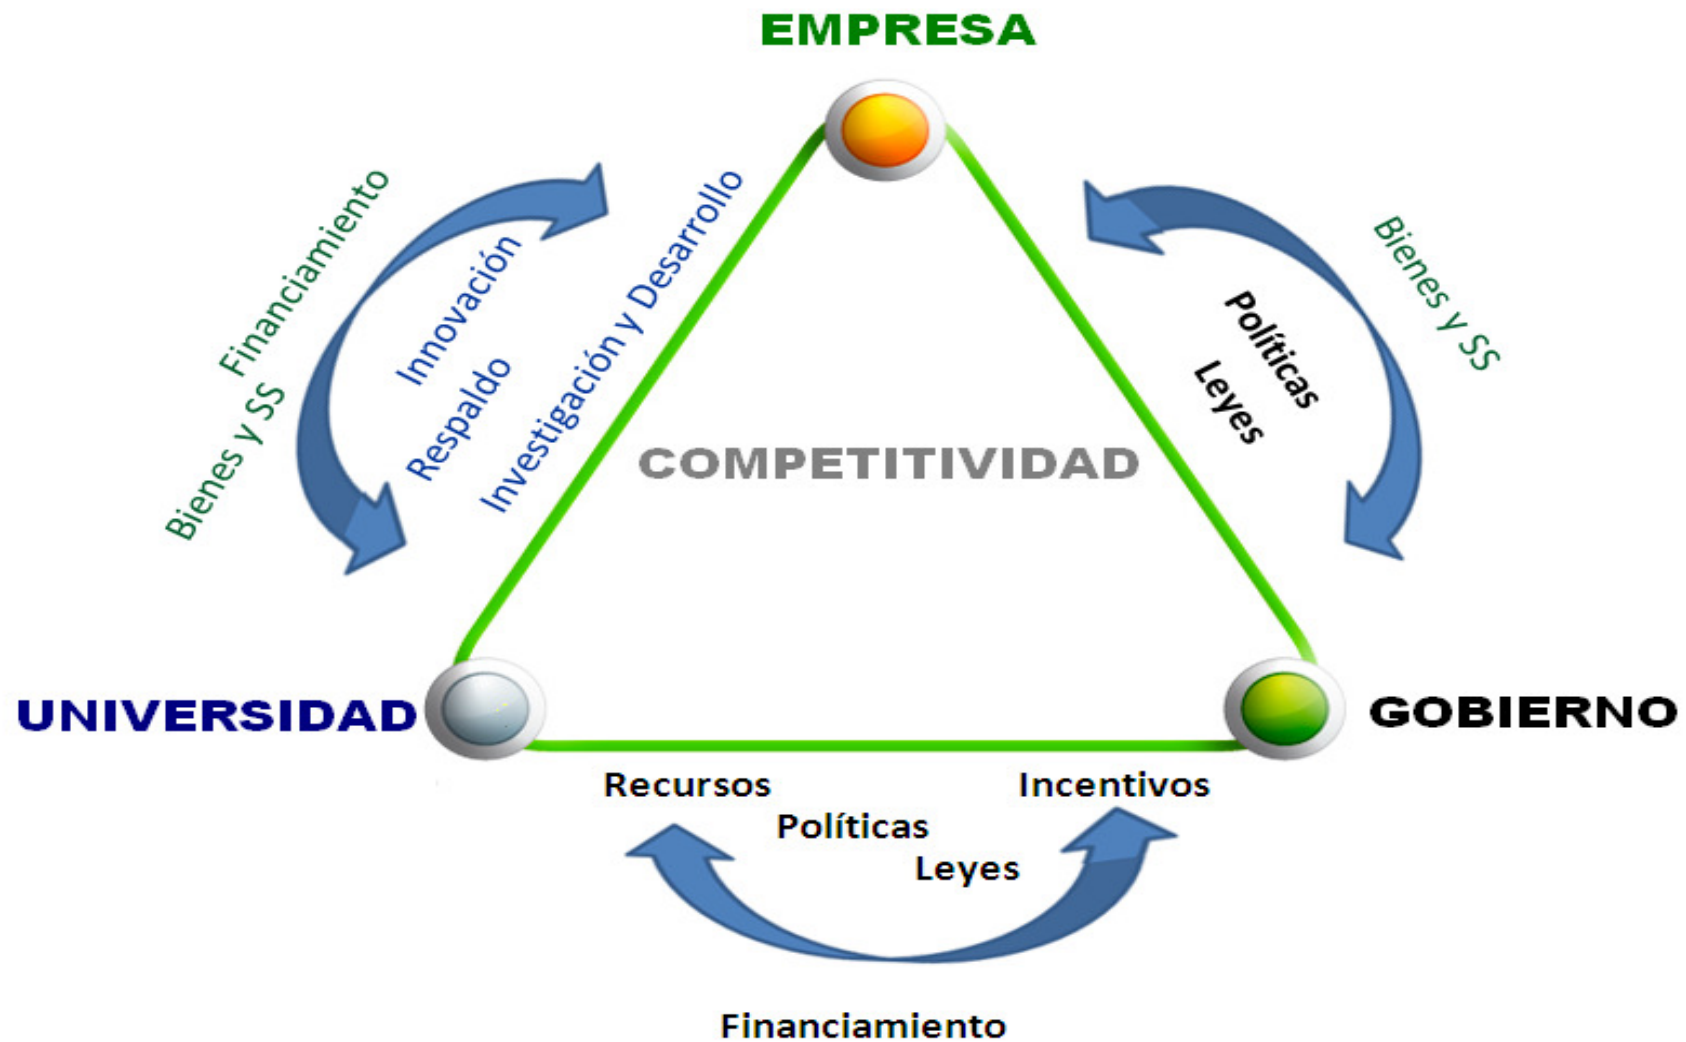 EMPRESA
Financiamiento
Bienes y SS
Innovación
Respaldo
Investigación y Desarrollo
Bienes y SS
Políticas
Leyes
COMPETITIVIDAD
UNIVERSIDAD
GOBIERNO
Recursos
Incentivos
Políticas
Leyes
Financiamiento